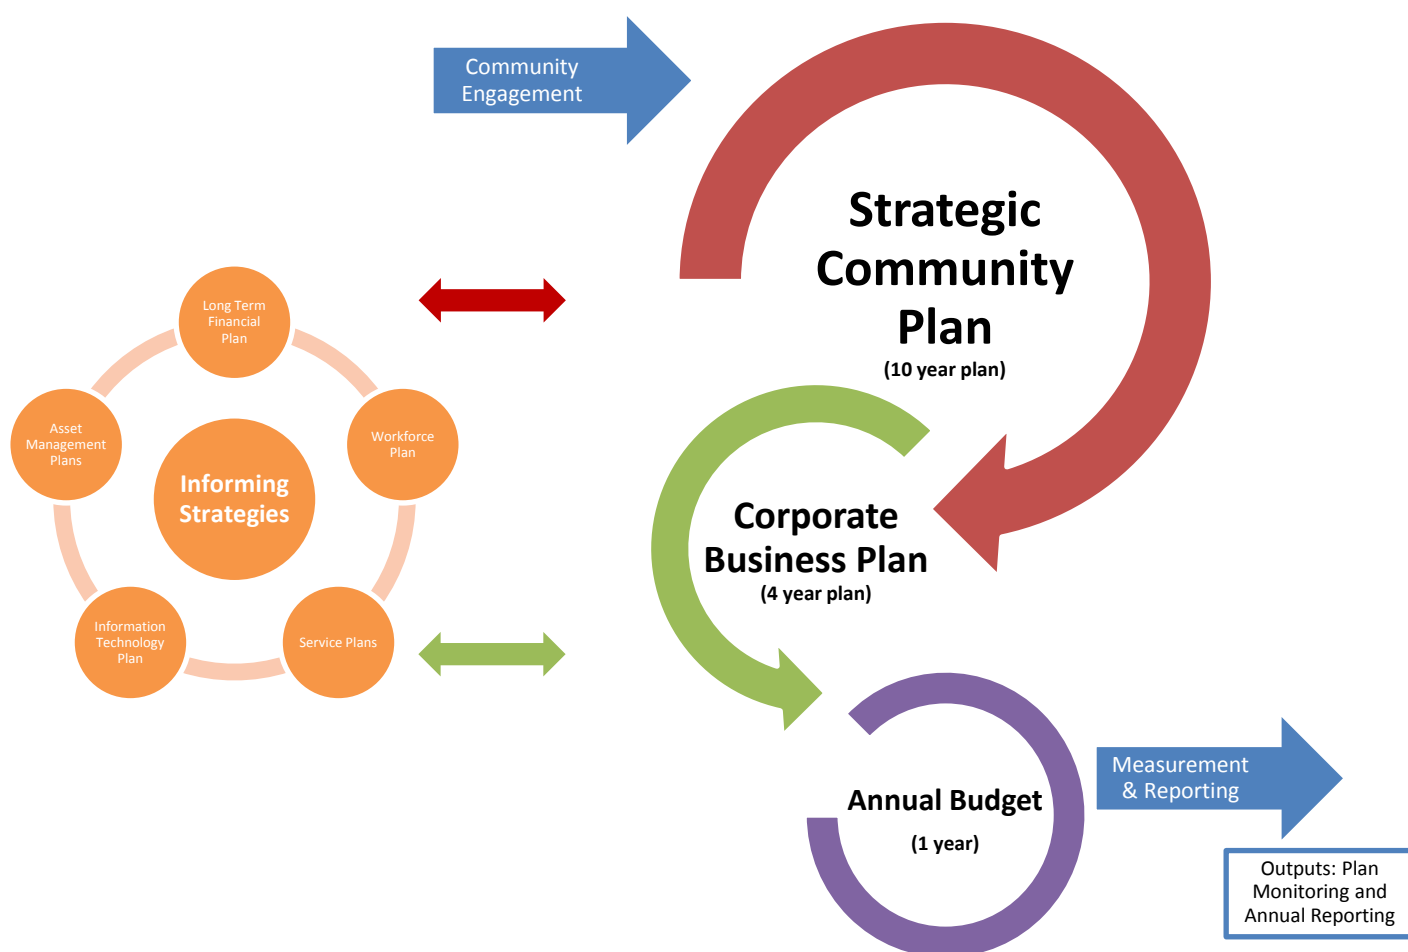 Community
Engagement
Strategic
Community
Plan
(10 year plan)
Long Term
Financial
Plan
Asset
Management
Plans
Workforce
Plan
Informing
Strategies
Information
Technology
Plan
Service Plans
Corporate
Business Plan
(4 year plan)
Annual Budget
(1 year)
Measurement
& Reporting
Outputs: Plan
Monitoring and
Annual Reporting